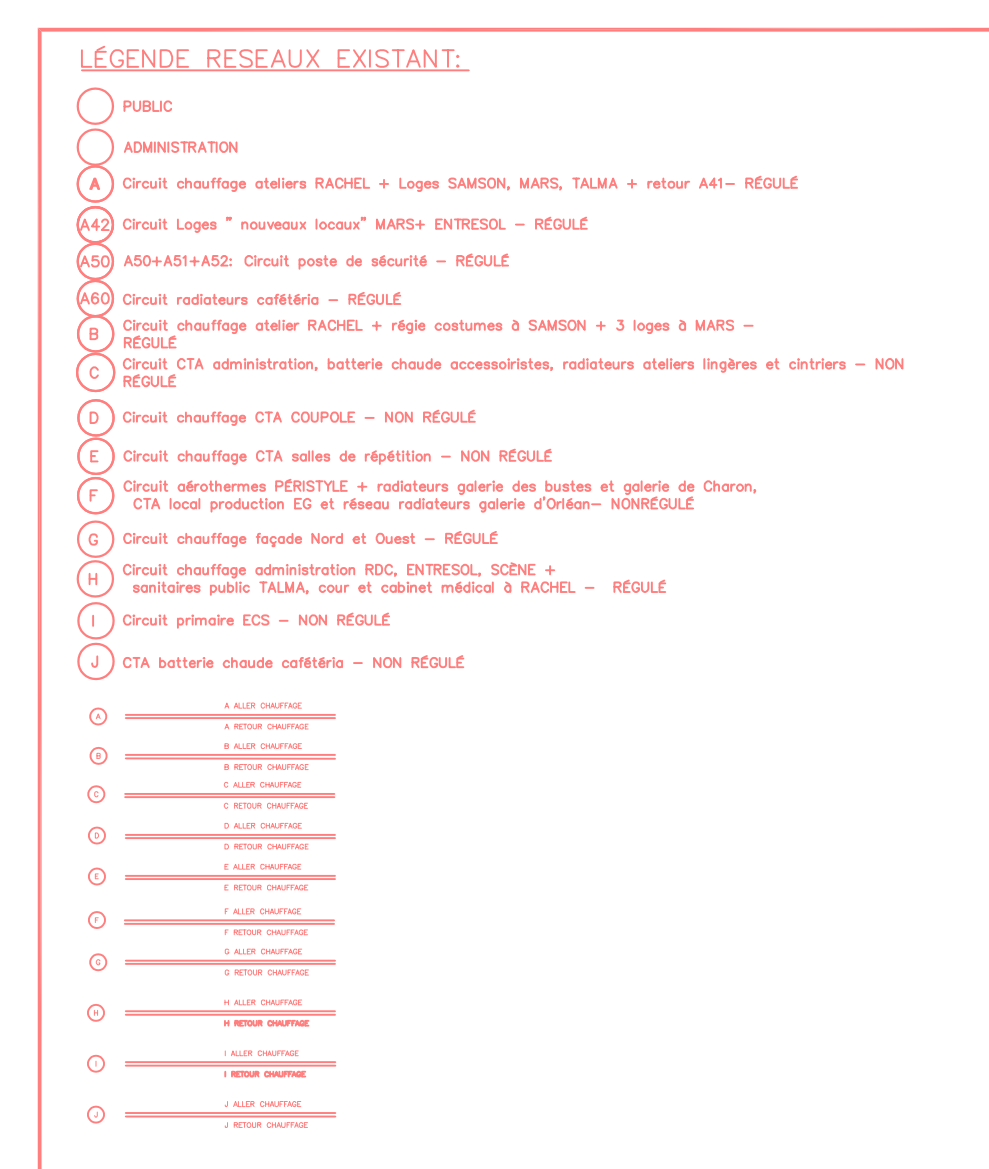 LÉGENDE RESEAUX EXISTANT:
PUBLIC
ADMINISTRATION
A Circuit chauffage ateliers RACHEL + Loges SAMSON, MARS, TALMA + retour A41– RÉGULÉ
A42 Circuit Loges " nouveaux locaux" MARS+ ENTRESOL – RÉGULÉ
A50 A50+A51+A52: Circuit poste de sécurité – RÉGULÉ
A60 Circuit radiateurs cafétéria – RÉGULÉ
B Circuit chauffage atelier RACHEL + régie costumes à SAMSON + 3 loges à MARS –
RÉGULÉ
C Circuit CTA administration, batterie chaude accessoiristes, radiateurs ateliers lingères et cintriers – NON
RÉGULÉ
D Circuit chauffage CTA COUPOLE – NON RÉGULÉ
E Circuit chauffage CTA salles de répétition – NON RÉGULÉ
F Circuit aérothermes PÉRISTYLE + radiateurs galerie des bustes et galerie de Charon,
CTA local production EG et réseau radiateurs galerie d'Orléan– NONRÉGULÉ
G Circuit chauffage façade Nord et Ouest – RÉGULÉ
H Circuit chauffage administration RDC, ENTRESOL, SCÈNE +
sanitaires public TALMA, cour et cabinet médical à RACHEL – RÉGULÉ
I Circuit primaire ECS – NON RÉGULÉ
J CTA batterie chaude cafétéria – NON RÉGULÉ
A ALLER CHAUFFAGE
A
A RETOUR CHAUFFAGE
B ALLER CHAUFFAGE
B
B RETOUR CHAUFFAGE
C ALLER CHAUFFAGE
C
C RETOUR CHAUFFAGE
D ALLER CHAUFFAGE
D
D RETOUR CHAUFFAGE
E ALLER CHAUFFAGE
E
E RETOUR CHAUFFAGE
F ALLER CHAUFFAGE
F
F RETOUR CHAUFFAGE
G ALLER CHAUFFAGE
G
G RETOUR CHAUFFAGE
H ALLER CHAUFFAGE
H
H RETOUR CHAUFFAGE
I ALLER CHAUFFAGE
I
I RETOUR CHAUFFAGE
J ALLER CHAUFFAGE
J
J RETOUR CHAUFFAGE